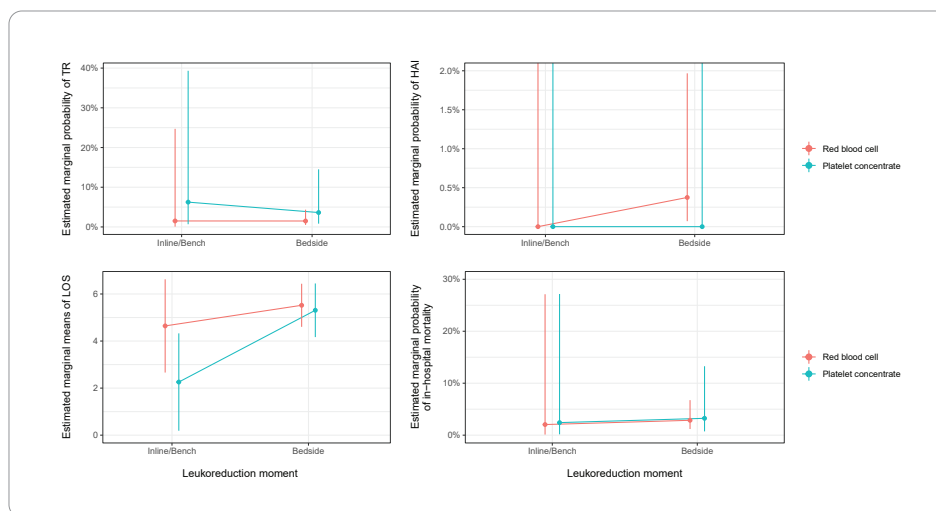 Estimated marginal probability of TR
40%
30%
20%
10%
0%
Inline/Bench
Bedside
Estimated marginal probability of HAI
2.0%
1.5%
1.0%
0.5%
0.0%
Inline/Bench
Bedside
Red blood cell
Platelet concentrate
Estimated marginal means of LOS
6
4
2
0
Inline/Bench
Bedside
Leukoreduction moment
Estimated marginal probability
of in−hospital mortality
30%
20%
10%
0%
Inline/Bench
Bedside
Leukoreduction moment
Red blood cell
Platelet concentrate